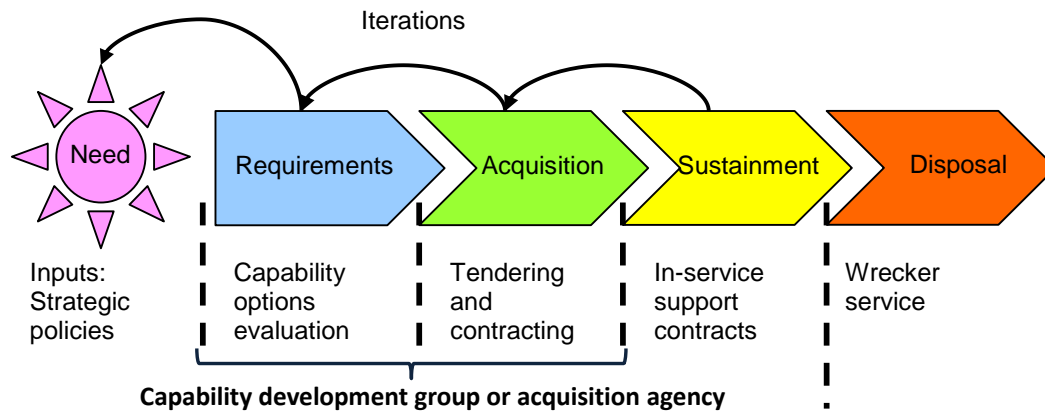 Iterations
Need
Requirements
Acquisition
Sustainment
Disposal
Inputs:
Strategic
policies
Capability
options
evaluation
Tendering
and
contracting
In-service
support
contracts
Wrecker
service
Capability development group or acquisition agency